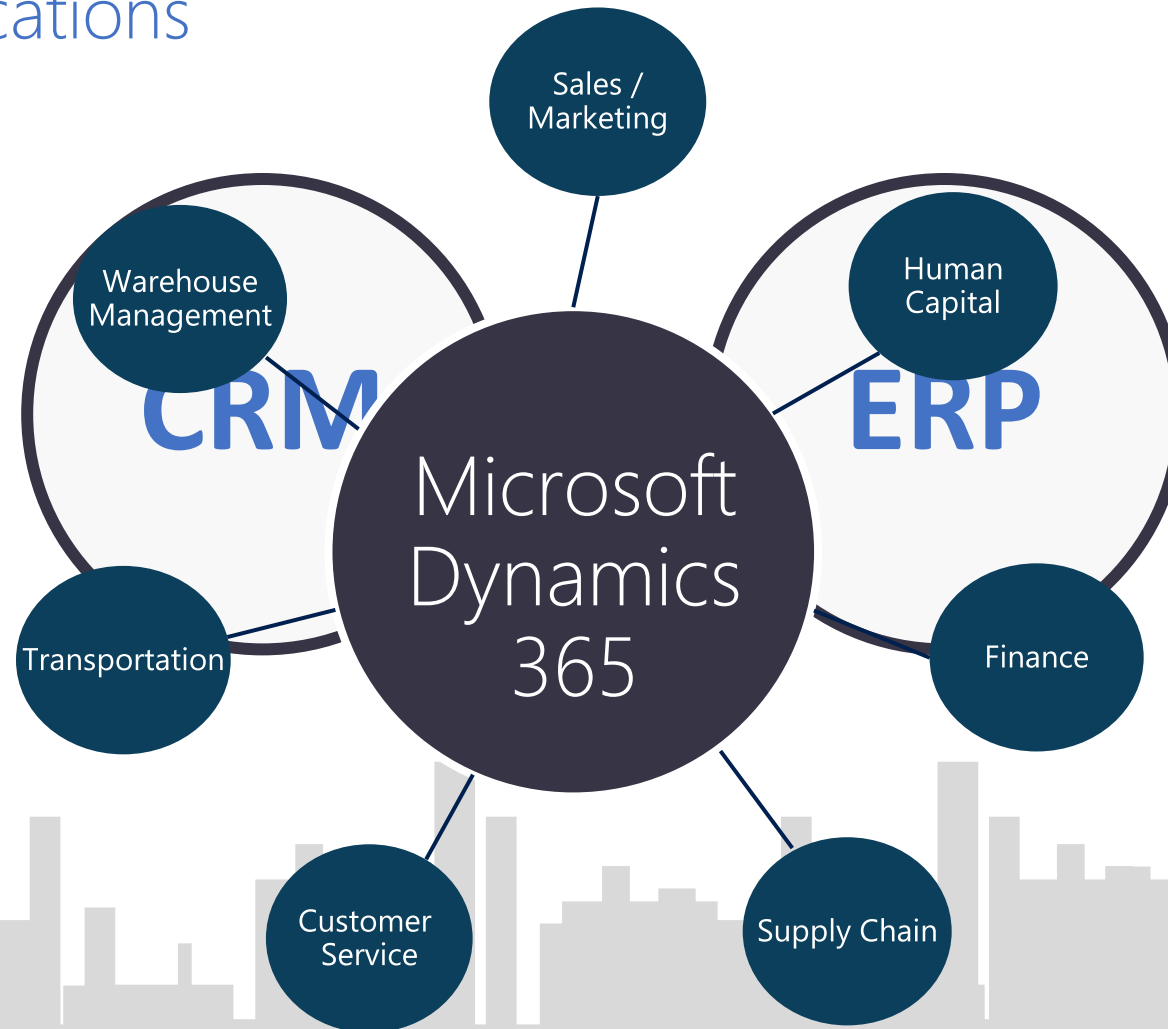 cations
Sales /
Marketing
Warehouse
Management
Human
Capital
CRM
ERP
Microsoft
Dynamics
365
Transportation
Finance
Customer
Service
Supply Chain